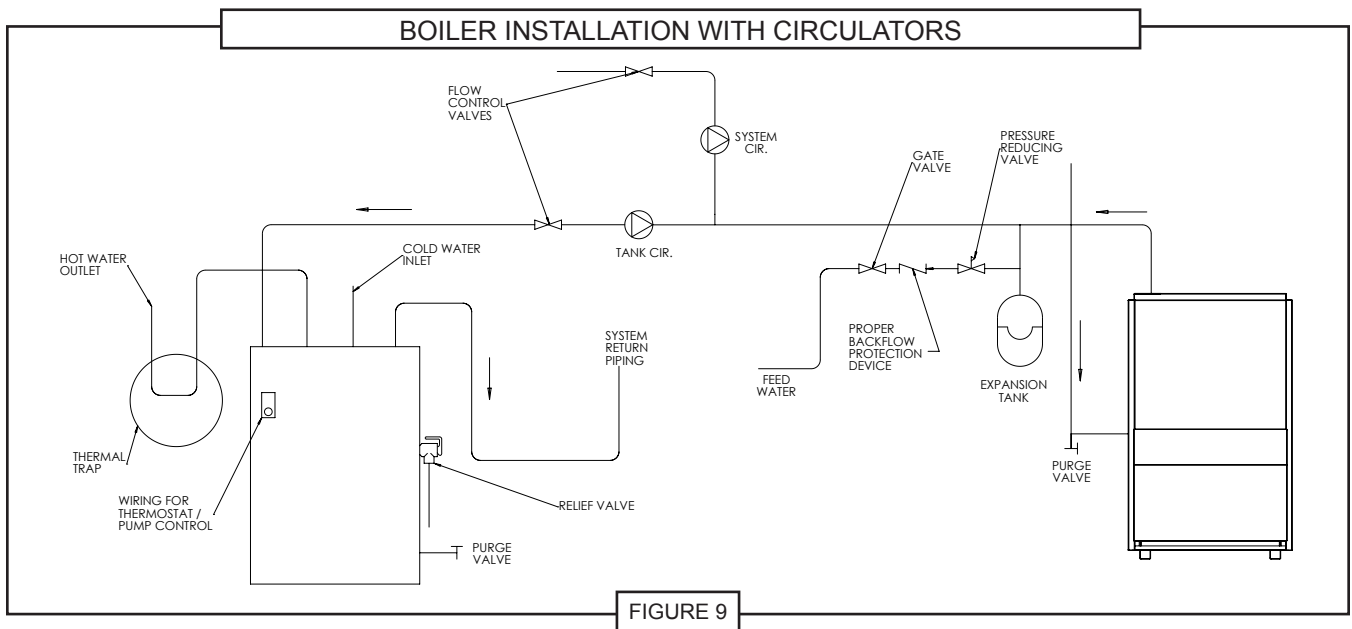 BOILER INSTALLATION WITH CIRCULATORS
FLOW
CONTROL
VALVES
SYSTEM
CIR.
PRESSURE
REDUCING
VALVE
GATE
VALVE
HOT WATER
OUTLET
COLD WATER
INLET
TANK CIR.
SYSTEM
RETURN
PIPING
PROPER
BACKFLOW
PROTECTION
DEVICE
FEED
WATER
EXPANSION
TANK
THERMAL
TRAP
PURGE
VALVE
WIRING FOR
THERMOSTAT /
PUMP CONTROL
RELIEF VALVE
PURGE
VALVE
FIGURE 9